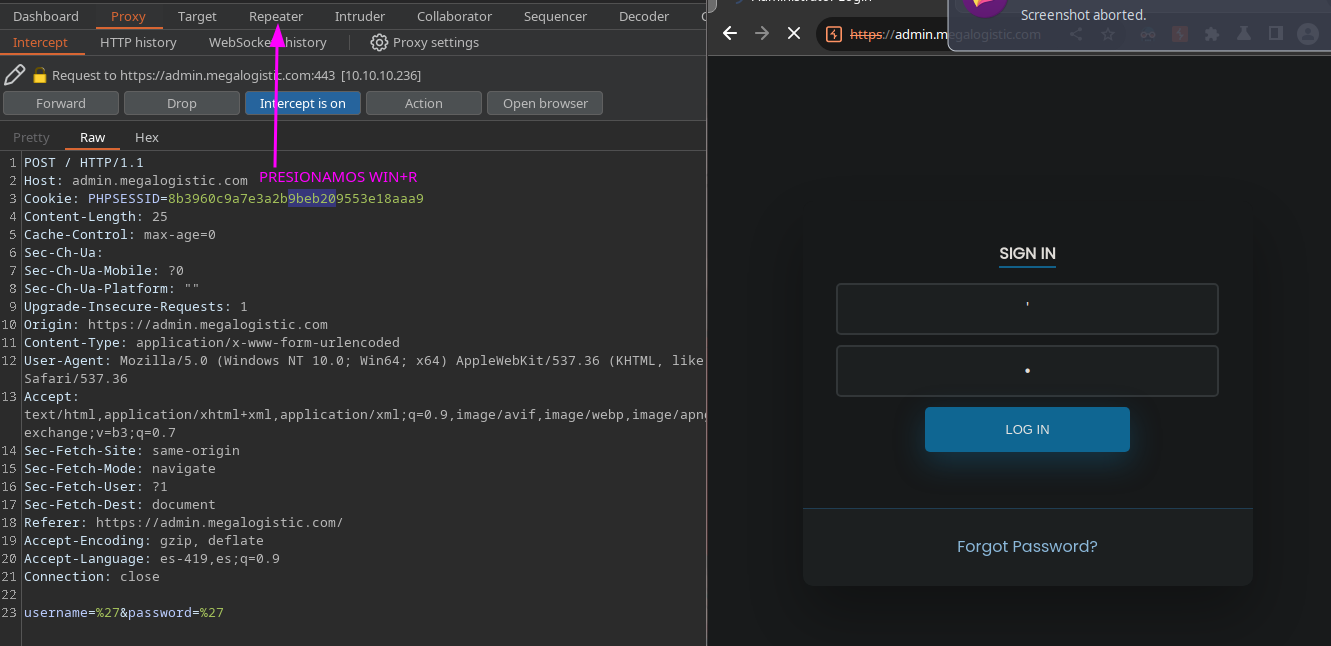 Dashboard Proxy Target Repeater Intruder Collaborator Sequencer Decoder
Intercept HTTP history WebSockets history Proxy settings
Request to https://admin.megalogistic.com:443 [10.10.10.236]
Forward Drop Intercept is on Action Open browser
Pretty Raw Hex
PRESIONAMOS WIN+R
1 POST / HTTP/1.1
2 Host: admin.megalogistic.com
3 Cookie: PHPSESSID=8b3960c9a7e3a2b9beb209553e18aaa9
4 Content-Length: 25
5 Cache-Control: max-age=0
6 Sec-Ch-Ua:
7 Sec-Ch-Ua-Mobile: ?0
8 Sec-Ch-Ua-Platform: ""
9 Upgrade-Insecure-Requests: 1
10 Origin: https://admin.megalogistic.com
11 Content-Type: application/x-www-form-urlencoded
12 User-Agent: Mozilla/5.0 (Windows NT 10.0; Win64; x64) AppleWebKit/537.36 (KHTML, like
Safari/537.36
13 Accept:
text/html,application/xhtml+xml,application/xml;q=0.9,image/avif,image/webp,image/apng
exchange;v=b3;q=0.7
14 Sec-Fetch-Site: same-origin
15 Sec-Fetch-Mode: navigate
16 Sec-Fetch-User: ?1
17 Sec-Fetch-Dest: document
18 Referer: https://admin.megalogistic.com/
19 Accept-Encoding: gzip, deflate
20 Accept-Language: es-419,es;q=0.9
21 Connection: close
22
23 username=%27&password=%27
Administrator Login
Screenshot aborted.
https://admin.megalogistic.com
SIGN IN
'
•
LOG IN
Forgot Password?